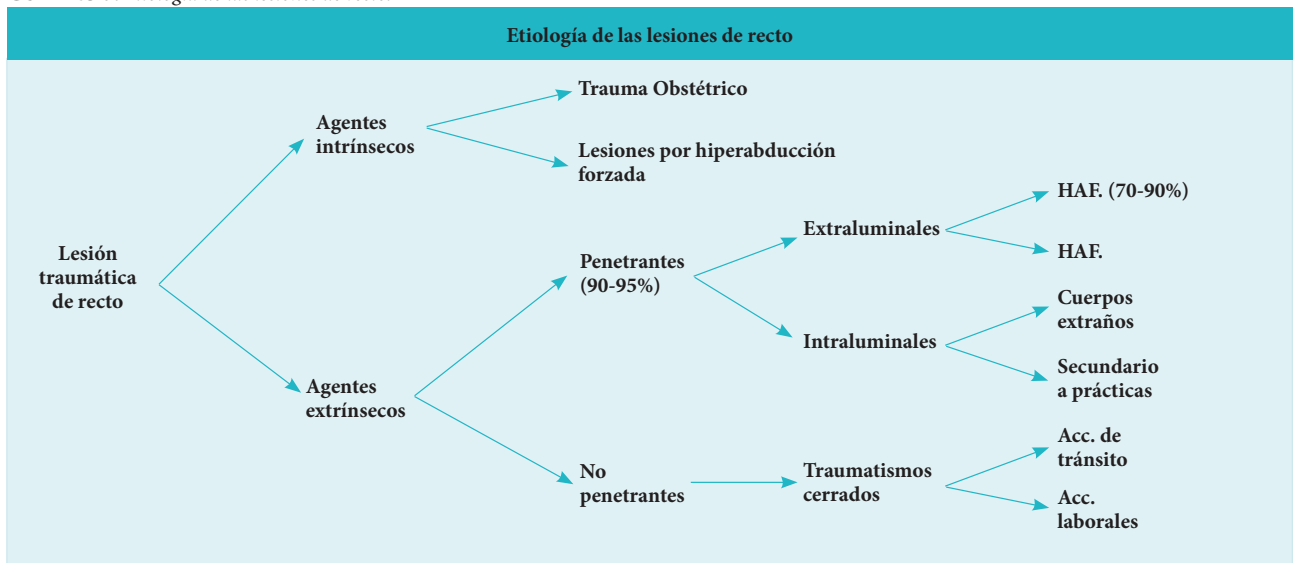 Etiología de las lesiones de recto
Trauma Obstétrico
Agentes
intrínsecos
Lesiones por hiperabducción
forzada
HAF. (70-90%)
Extraluminales
HAF.
Lesión
traumática
de recto
Penetrantes
(90-95%)
Cuerpos
extraños
Intraluminales
Secundario
a prácticas
Agentes
extrínsecos
Acc. de
tránsito
No
penetrantes
Traumatismos
cerrados
Acc.
laborales